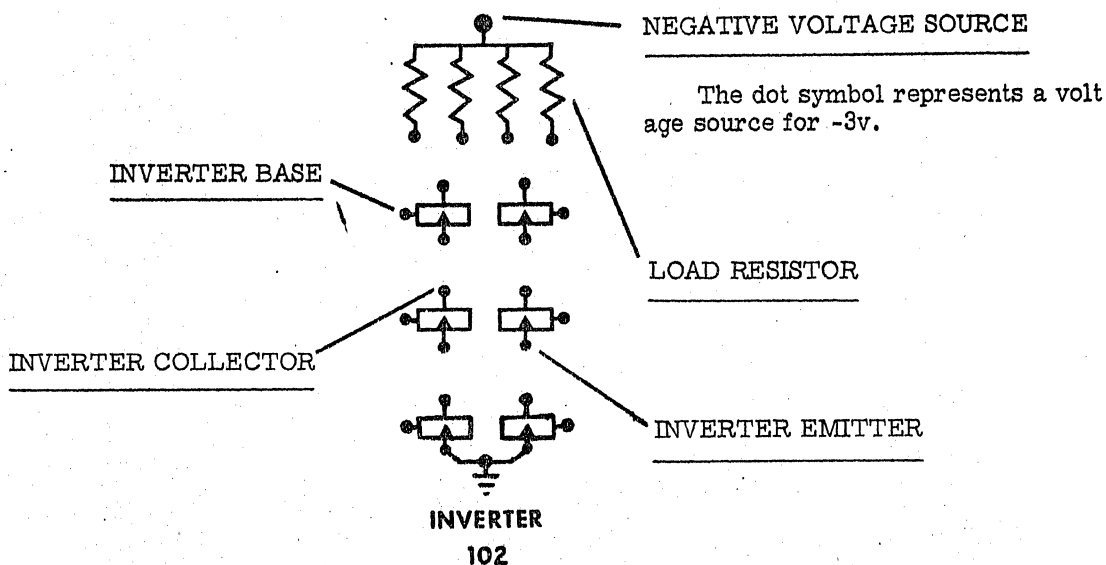 NEGATIVE VOLTAGE SOURCE
The dot symbol represents a volt
age source for -3v.
INVERTER BASE
LOAD RESISTOR
INVERTER COLLECTOR
INVERTER EMITTER
INVERTER
102